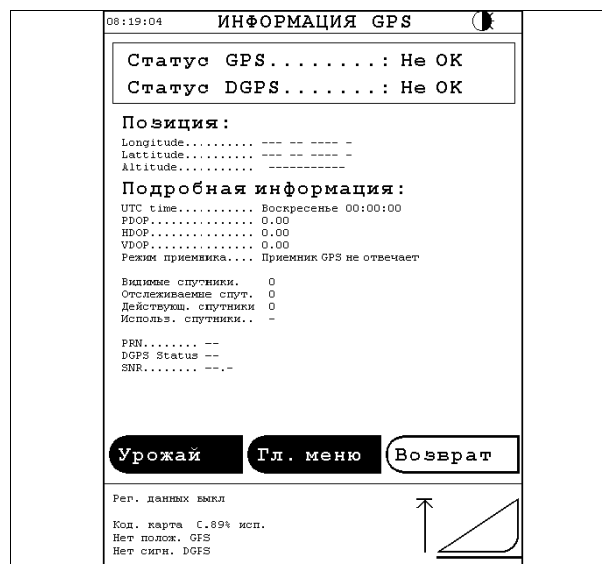 08:19:04 ИНФОРМАЦИЯ GPS
Статус GPS........: Не ОК
Статус DGPS.......: Не ОК
Позиция:
Longitude.......... --- -- ---- -
Lattitude.......... --- -- ---- -
Altitude........... -----------
Подробная информация:
UTC time........... Воскресенье 00:00:00
PDOP............... 0.00
HDOP............... 0.00
VDOP............... 0.00
Режим приемника.... Приемник GPS не отвечает
Видимые спутники. 0
Отслеживаемые спут. 0
Действующ. спутники 0
Использ. спутники.. -
PRN........ --
DGPS Status --
SNR........ --.-
Урожай Гл. меню Возврат
Рег. данных выкл
Код. карта 0.89% исп.
Нет полож. GPS
Нет сигн. DGPS